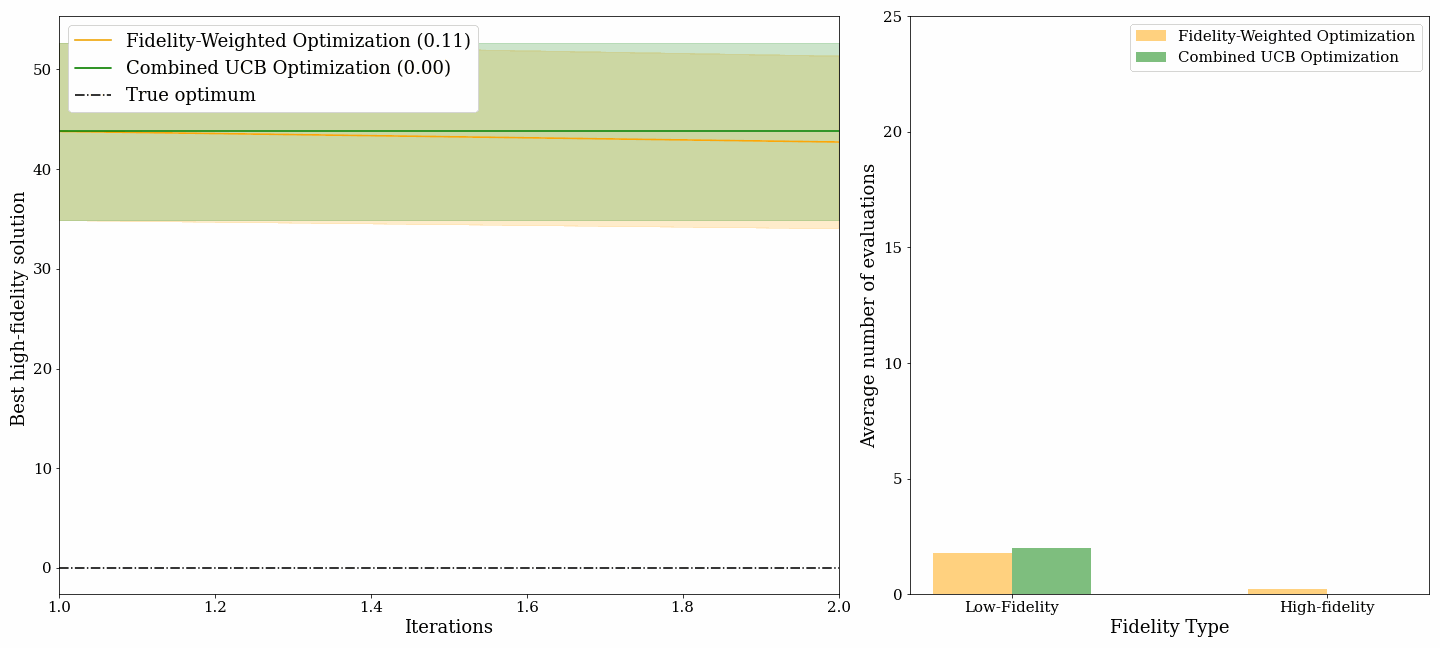 Fidelity-Weighted Optimization (0.11)
Combined UCB Optimization (0.00)
True optimum
50
40
30
20
10
0
Best high-fidelity solution
1.0 1.2 1.4 1.6 1.8 2.0
Iterations
Fidelity-Weighted Optimization
Combined UCB Optimization
25
20
15
10
5
0
Average number of evaluations
Low-Fidelity High-fidelity
Fidelity Type